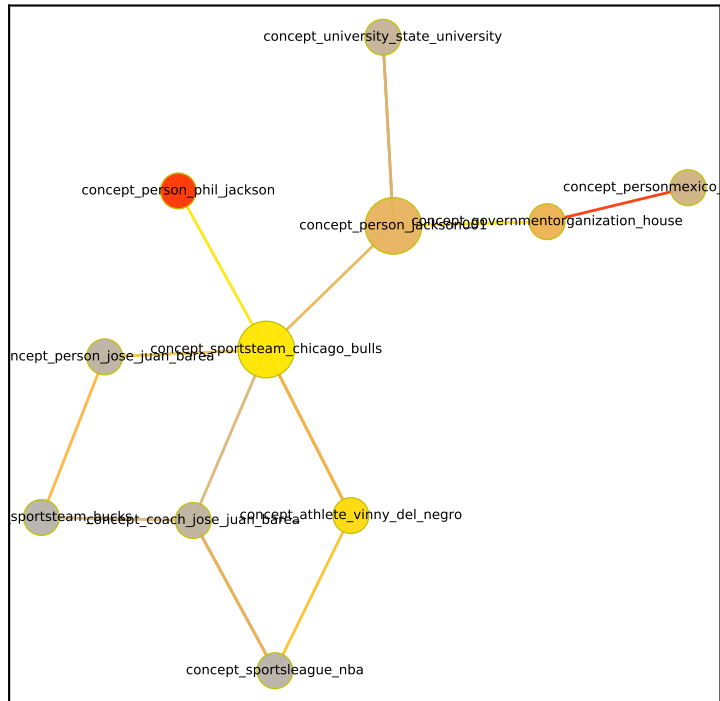 concept_university_state_university
concept_personmexico_
concept_person_phil_jackson
concept_governmentorganization_house
concept_person_jackson001
concept_sportsteam_chicago_bulls
ncept_person_jose_juan_barea
concept_athlete_vinny_del_negro
sportsteam_bucks
concept_coach_jose_juan_barea
concept_sportsleague_nba